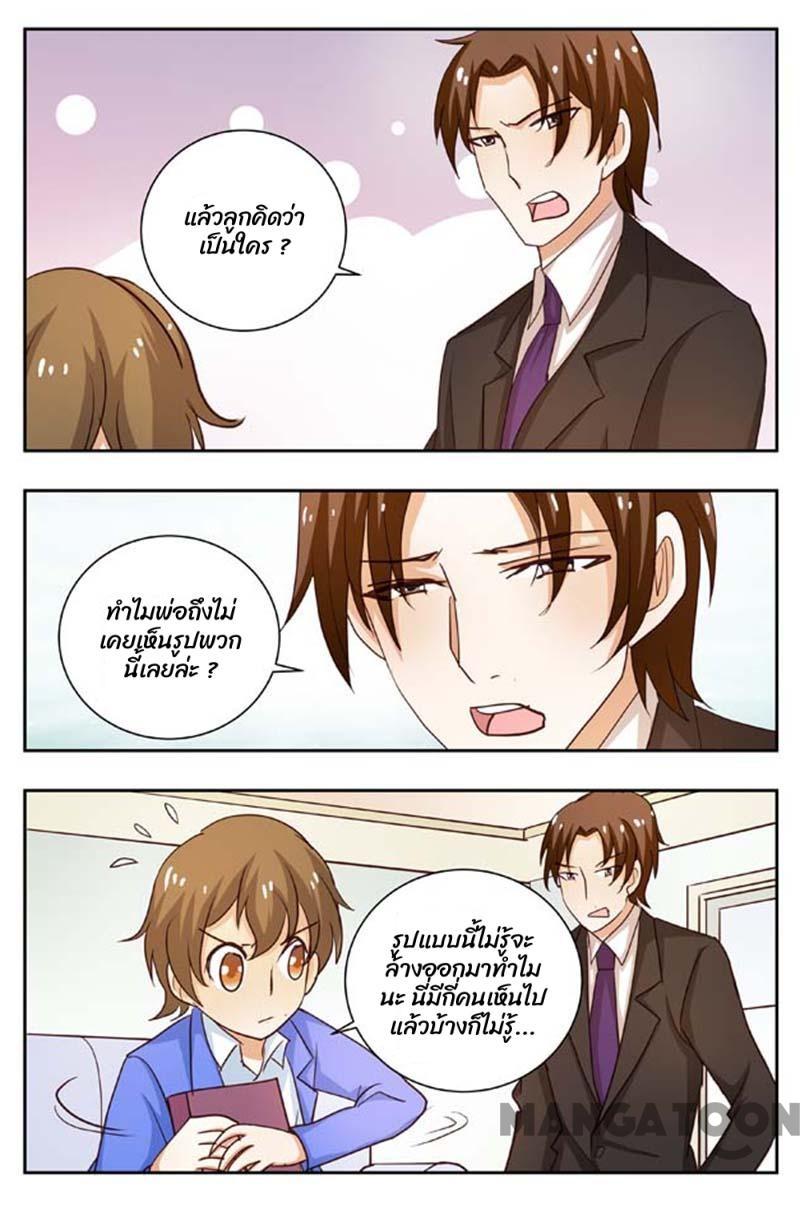 แล้วลูกคิดว่า
เป็นใคร ?
ทำไมพ่อถึงไม่
เคยเห็นรูปพวก
นี้เลยล่ะ ?
รูปแบบนี้ไม่รู้จะ
ล้างออกมาทำไม
นะ นี่มีกี่คนเห็นไป
แล้วบ้างก็ไม่รู้...
MANGATOON